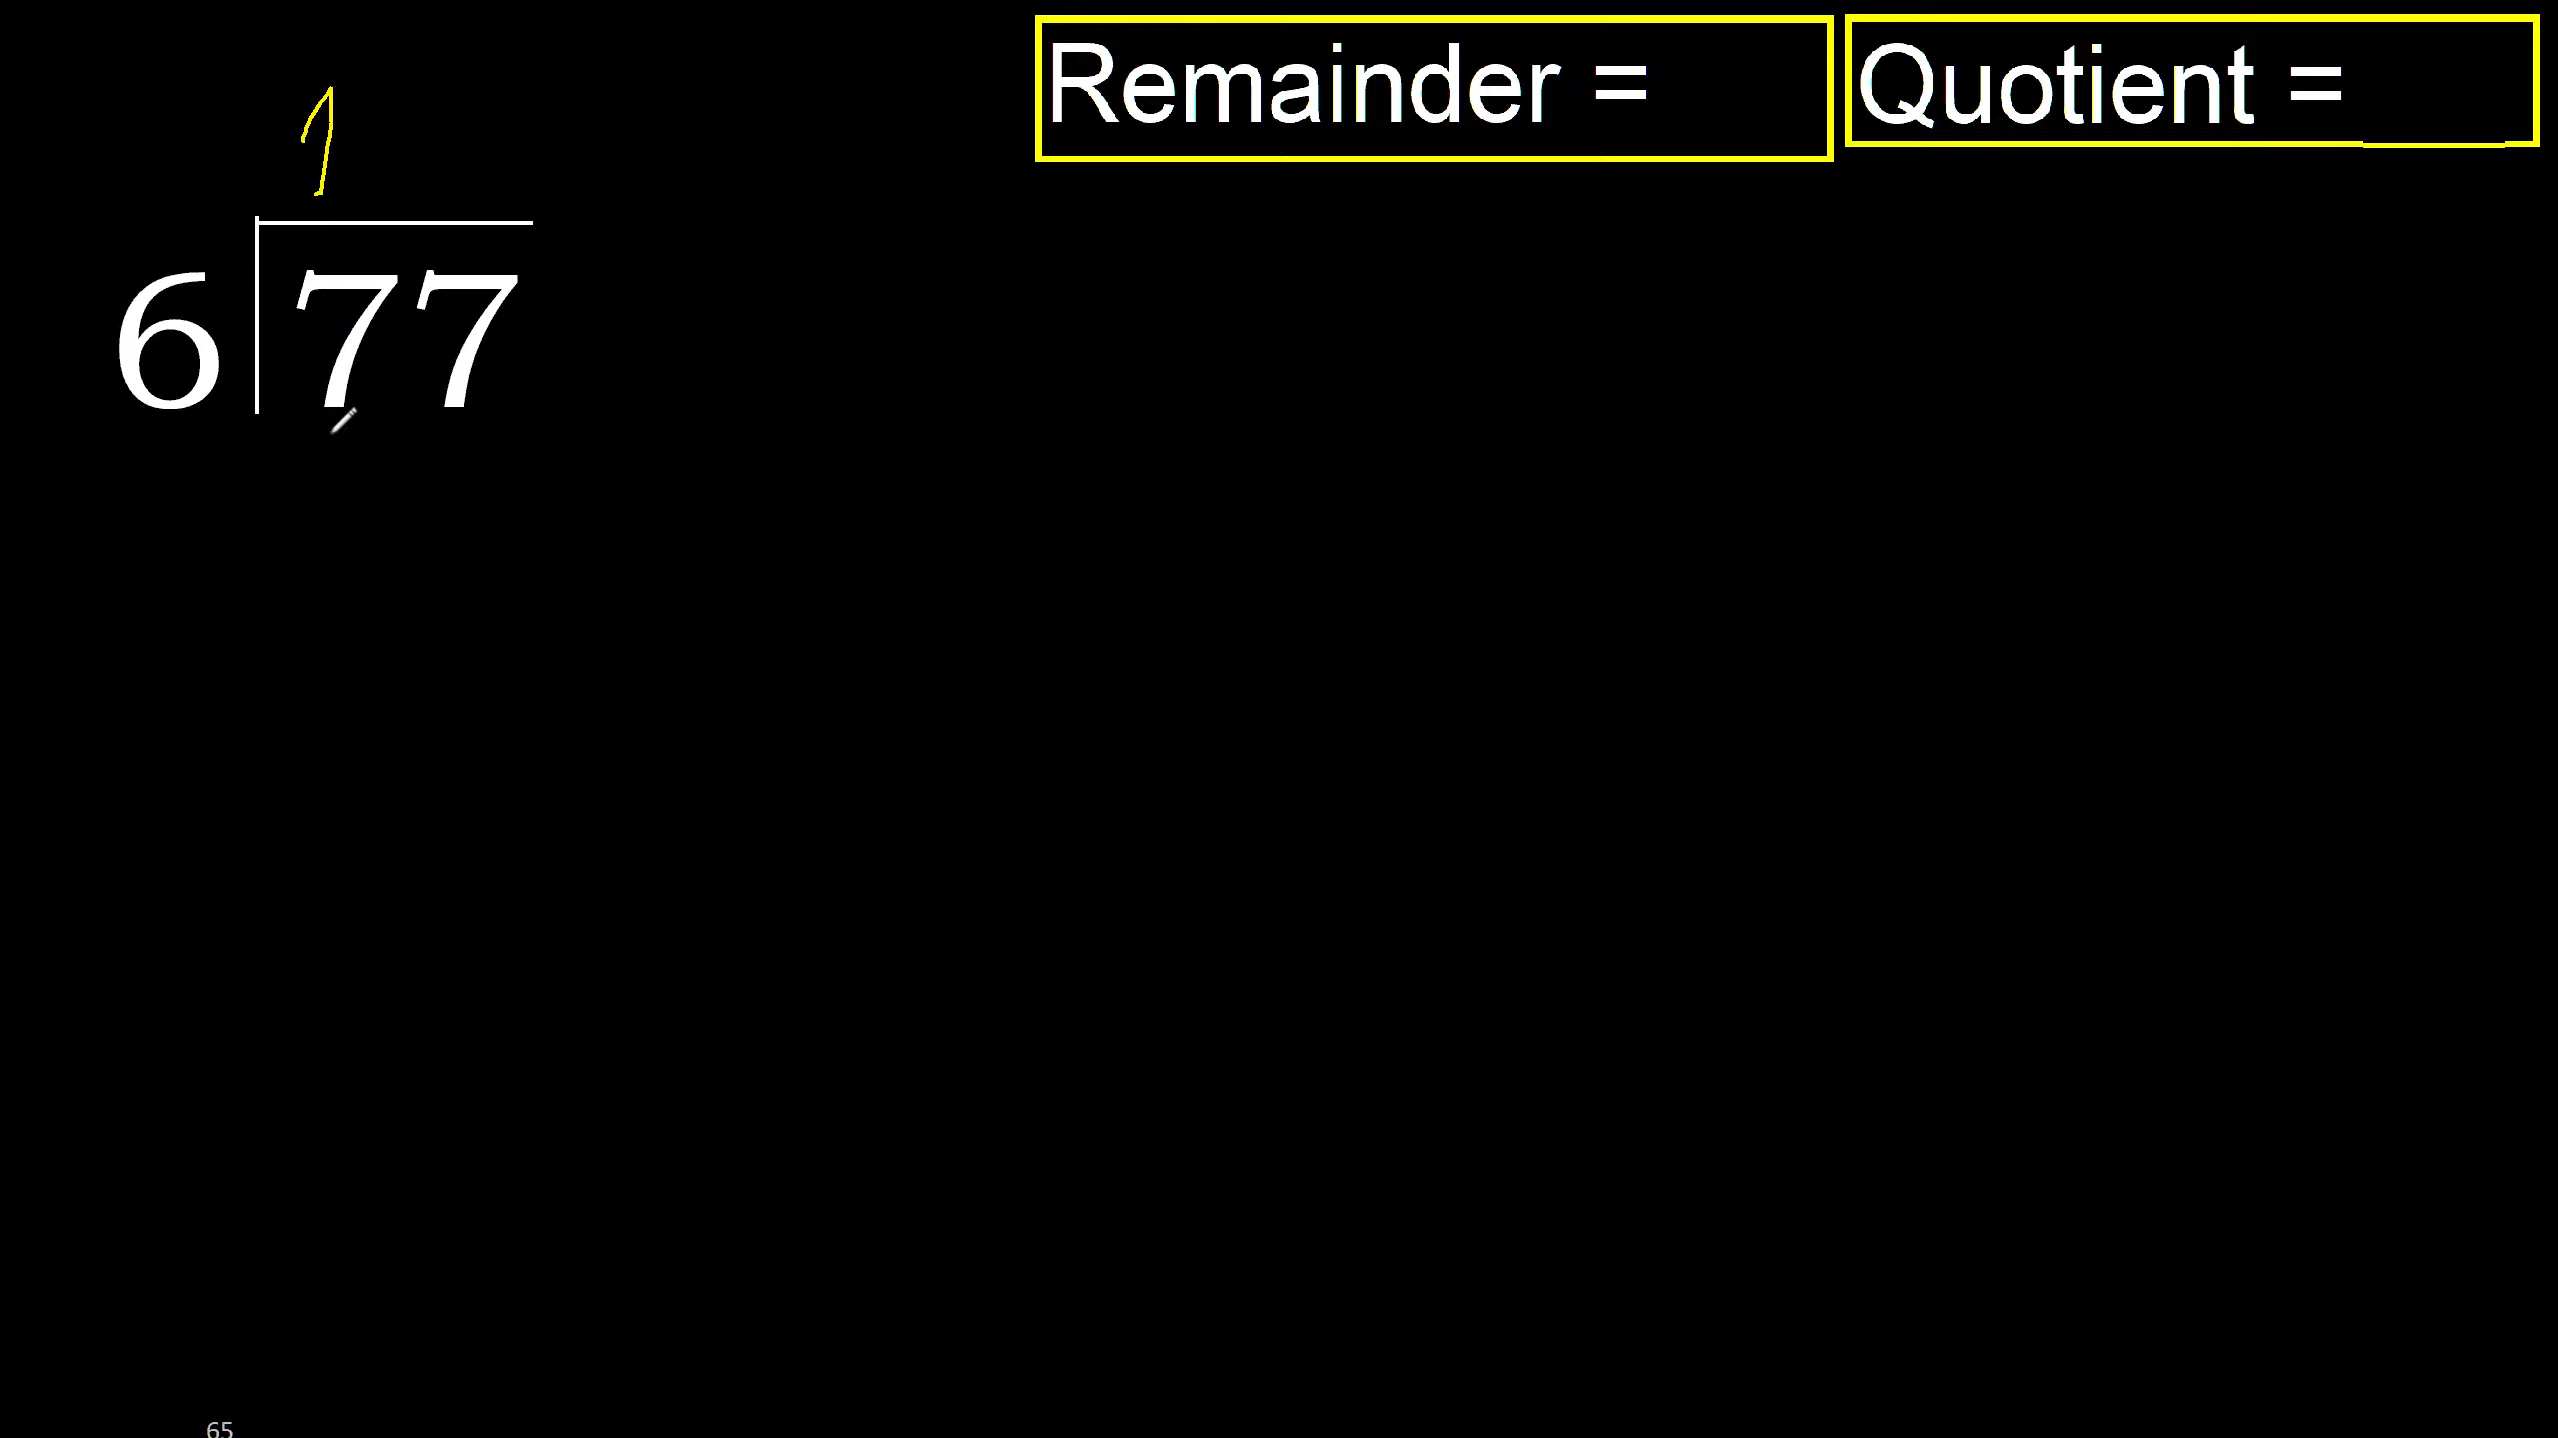 Remainder = Quotient =
1
6 77
65